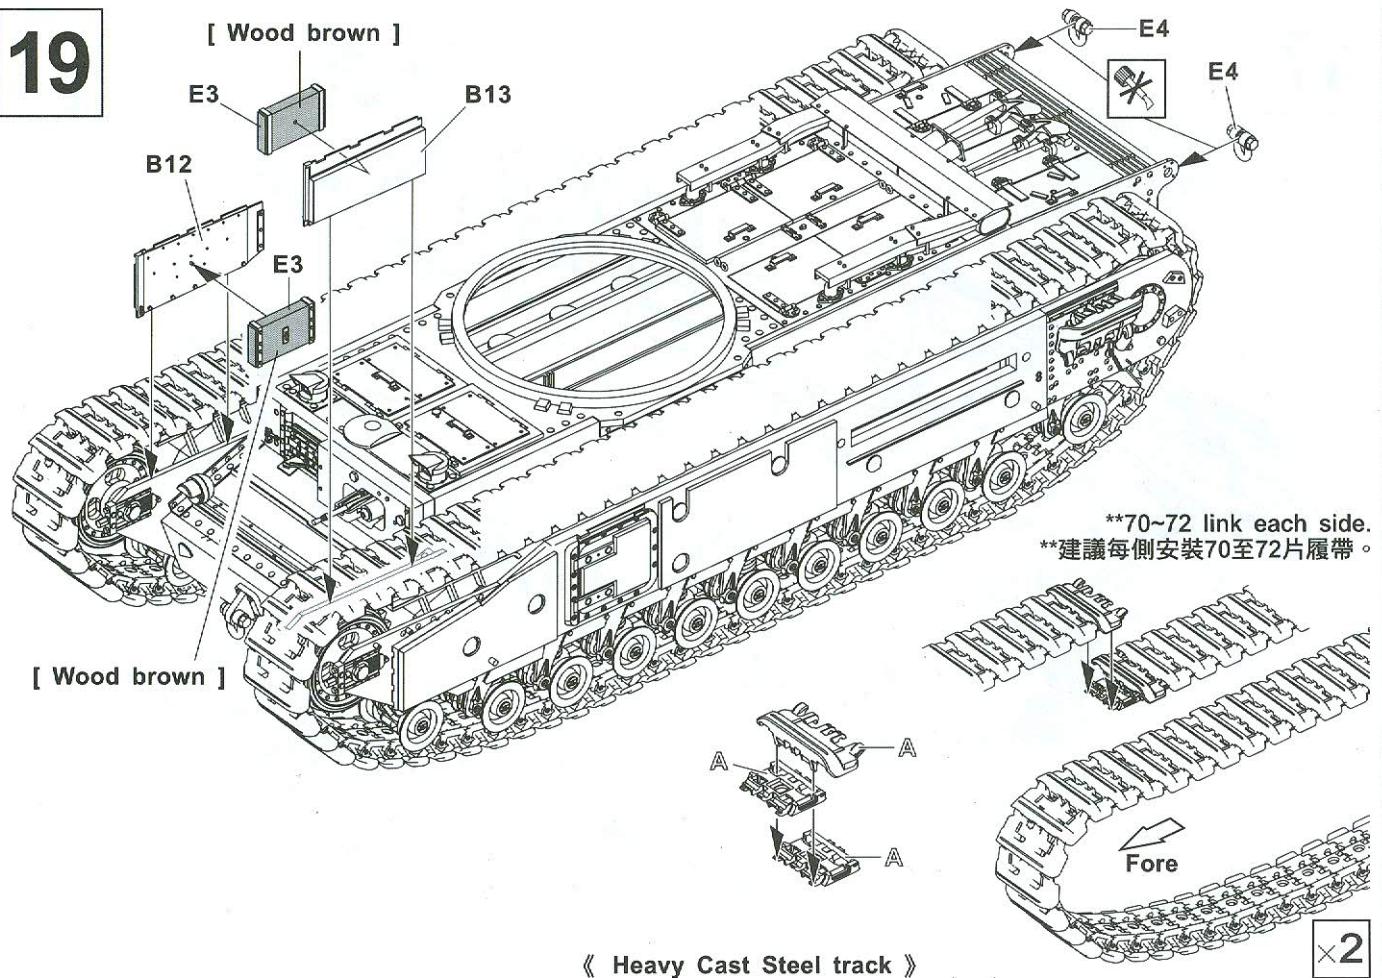 19
[ Wood brown ]
E3
B13
B12
E3
E4
E4
[ Wood brown ]
**70~72 link each side.
**建議每側安裝70至72片履帶。
A
A
A
Fore
×2
《 Heavy Cast Steel track 》